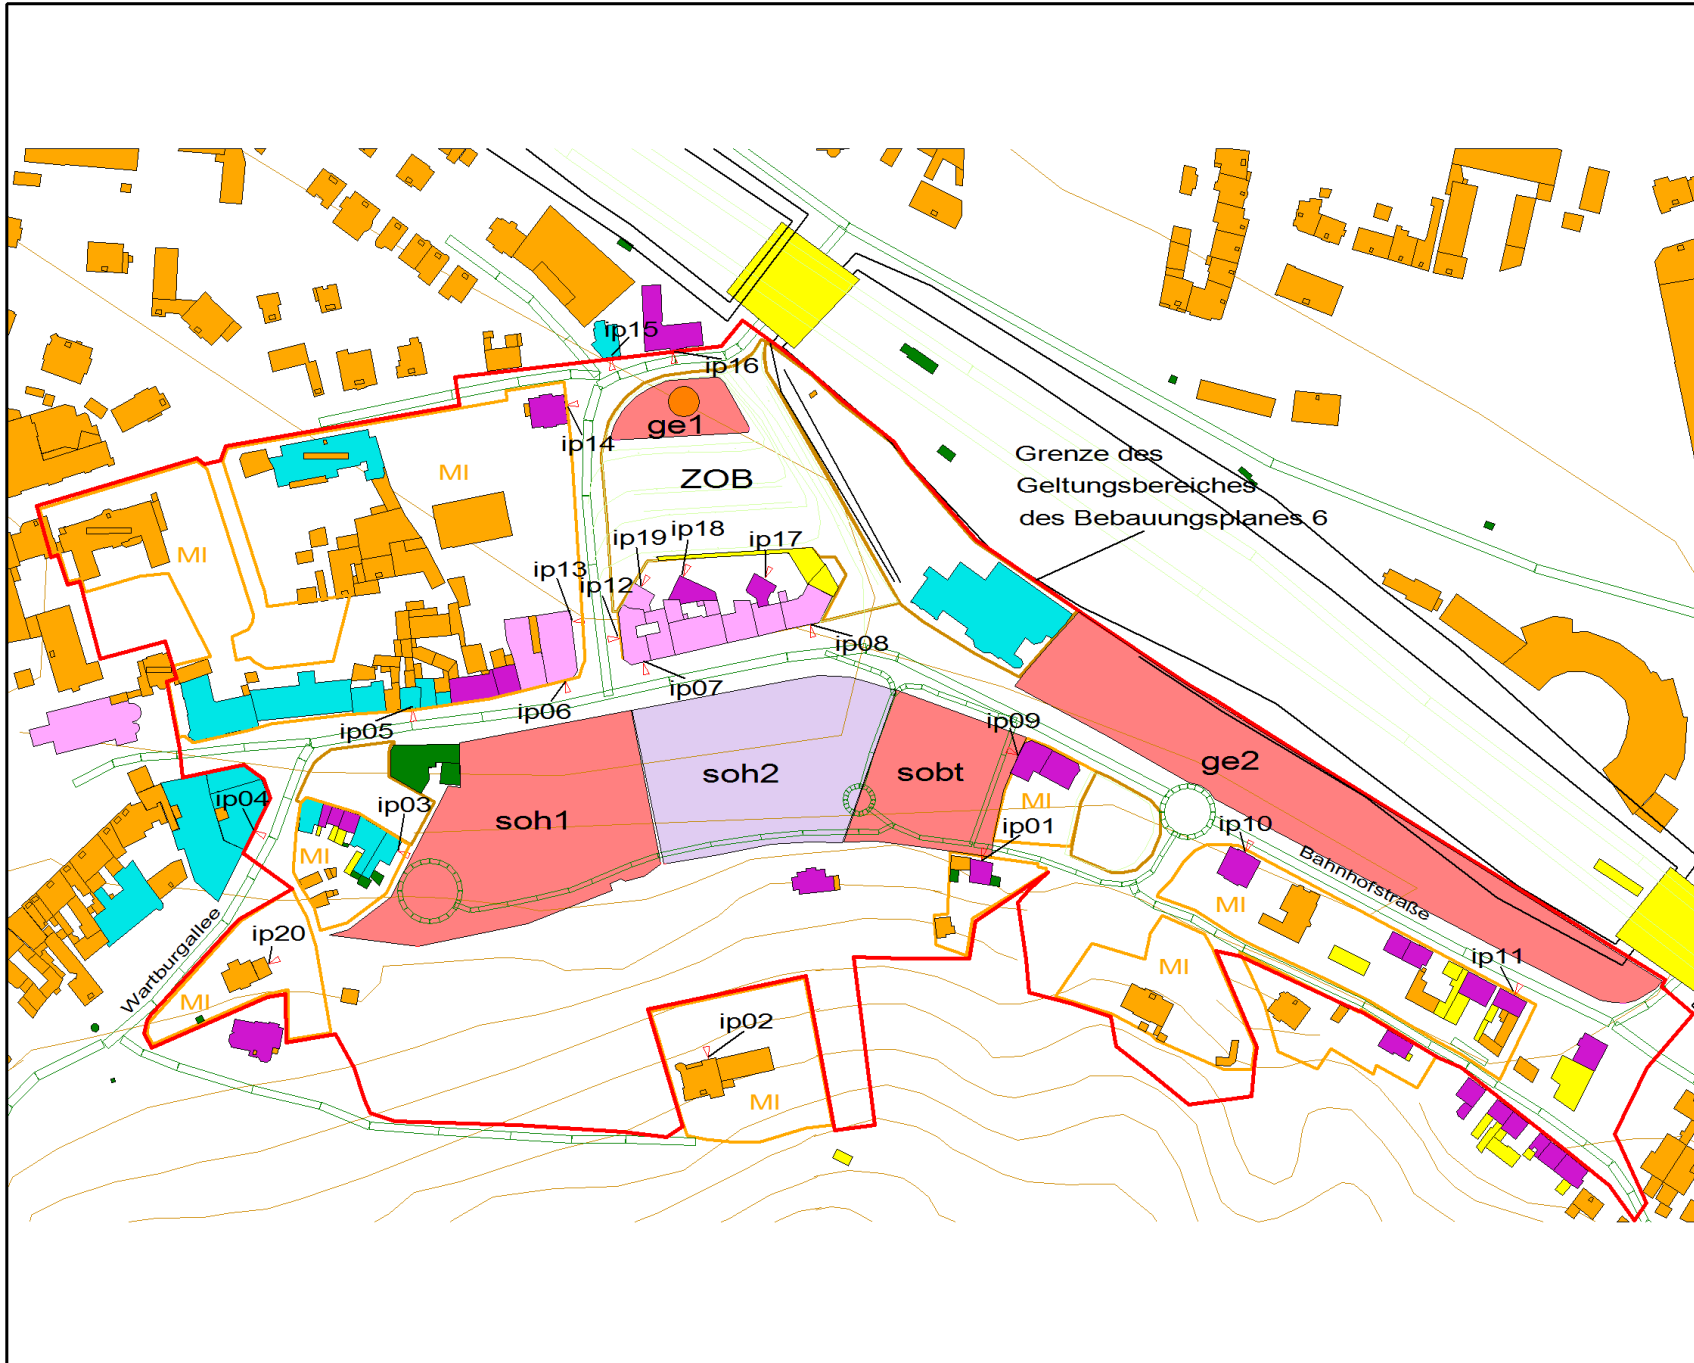 ip15
ip16
ge1
ip14
MI
Grenze des
Geltungsbereiches
des Bebauungsplanes 6
ZOB
MI
ip19
ip18
ip17
ip13
ip12
ip08
ip07
ip06
ip05
ip09
soh2
sobt
ge2
ip04
ip03
soh1
MI
ip01
ip10
MI
Bahnhofstraße
MI
ip20
Wartburgallee
MI
MI
ip11
ip02
MI